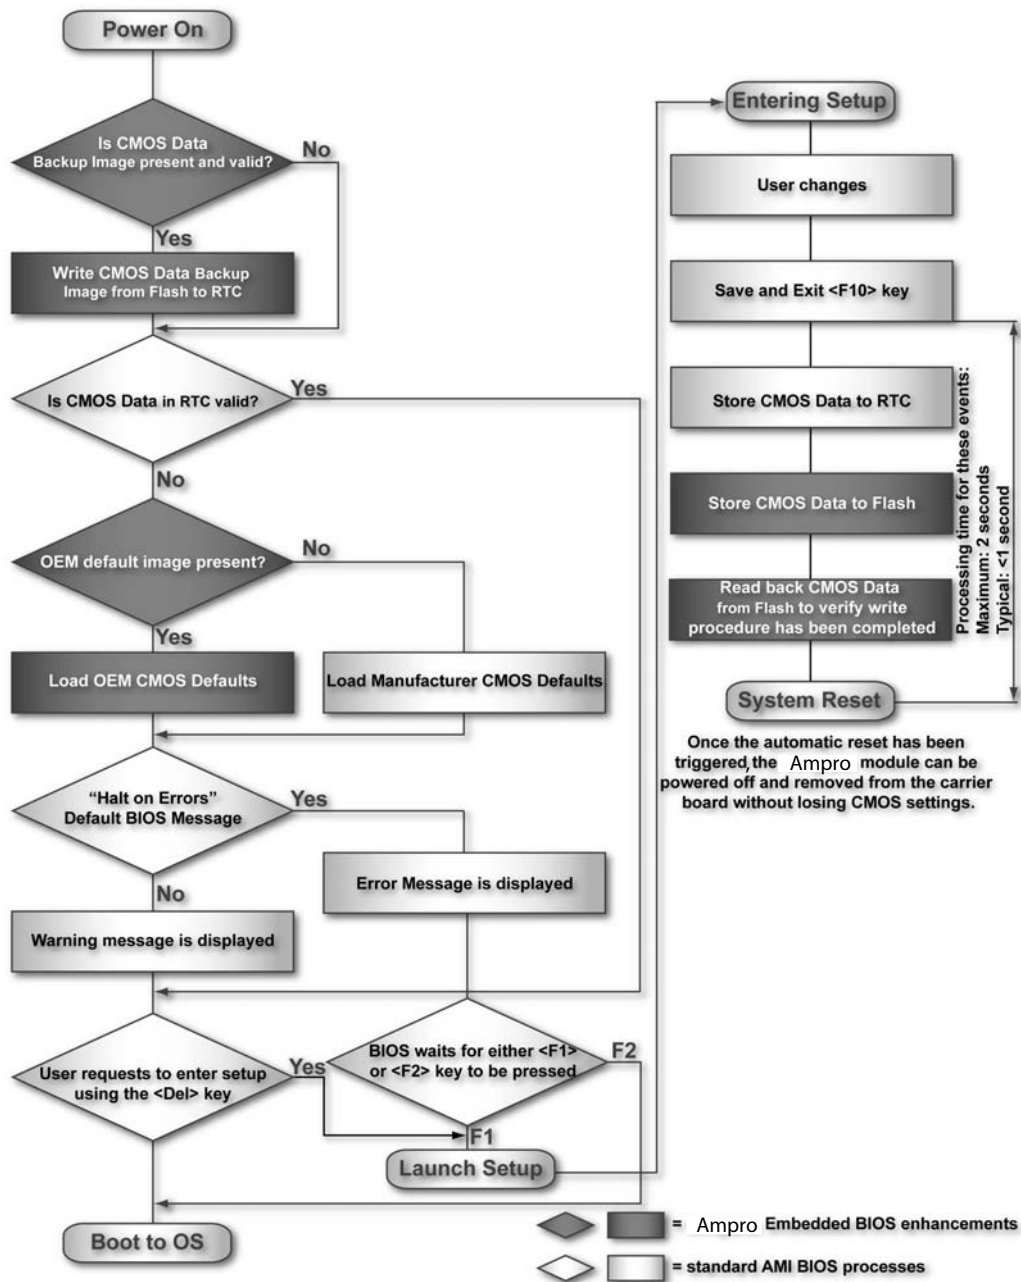 Power On
Is CMOS Data
Backup Image present and valid?
No
Yes
Write CMOS Data Backup
Image from Flash to RTC
Is CMOS Data in RTC valid?
Yes
No
OEM default image present?
No
Yes
Load OEM CMOS Defaults
Load Manufacturer CMOS Defaults
“Halt on Errors”
Default BIOS Message
Yes
No
Error Message is displayed
Warning message is displayed
User requests to enter setup
using the <Del> key
Yes
BIOS waits for either <F1>
or <F2> key to be pressed
F2
F1
Launch Setup
Boot to OS
Entering Setup
User changes
Save and Exit <F10> key
Store CMOS Data to RTC
Store CMOS Data to Flash
Read back CMOS Data
from Flash to verify write
procedure has been completed
System Reset
Processing time for these events:
Maximum: 2 seconds
Typical: <1 second
Once the automatic reset has been
triggered,the Ampro module can be
powered off and removed from the carrier
board without losing CMOS settings.
= Ampro Embedded BIOS enhancements
= standard AMI BIOS processes